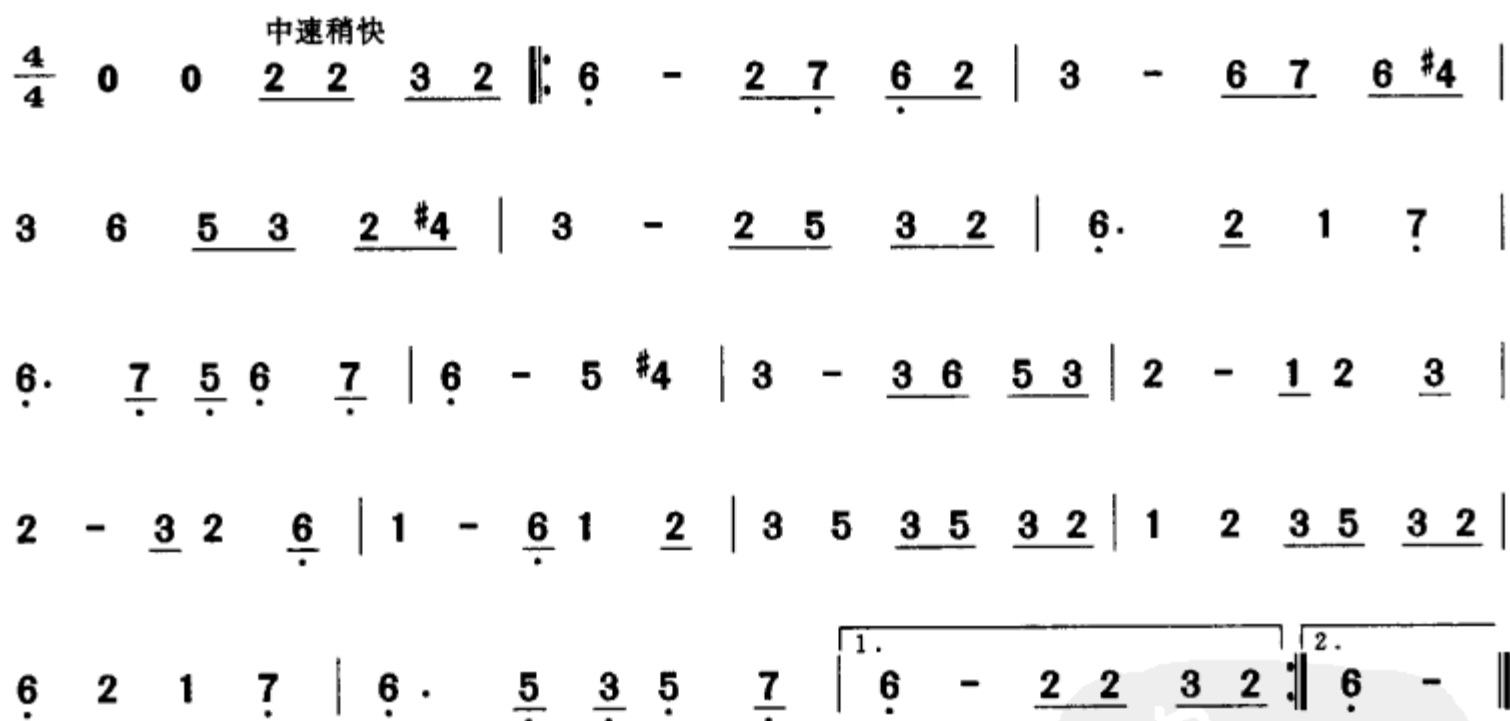 中速稍快
4/4 0 0 2 2 3 2 ‖: 6̣ - 2 7̣ 6̣ 2 | 3 - 6 7 6 #4 |
3 6 5 3 2 #4 | 3 - 2 5 3 2 | 6̣. 2 1 7̣ |
6̣. 7̣ 5̣ 6̣ 7̣ | 6̣ - 5 #4 | 3 - 3 6 5 3 | 2 - 1 2 3 |
2 - 3 2 6̣ | 1 - 6̣ 1 2 | 3 5 3 5 3 2 | 1 2 3 5 3 2 |
1. 2.
6̣ 2 1 7̣ | 6̣. 5̣ 3̣ 5̣ 7̣ | 6̣ - 2 2 3 2 :‖ 6̣ - ‖